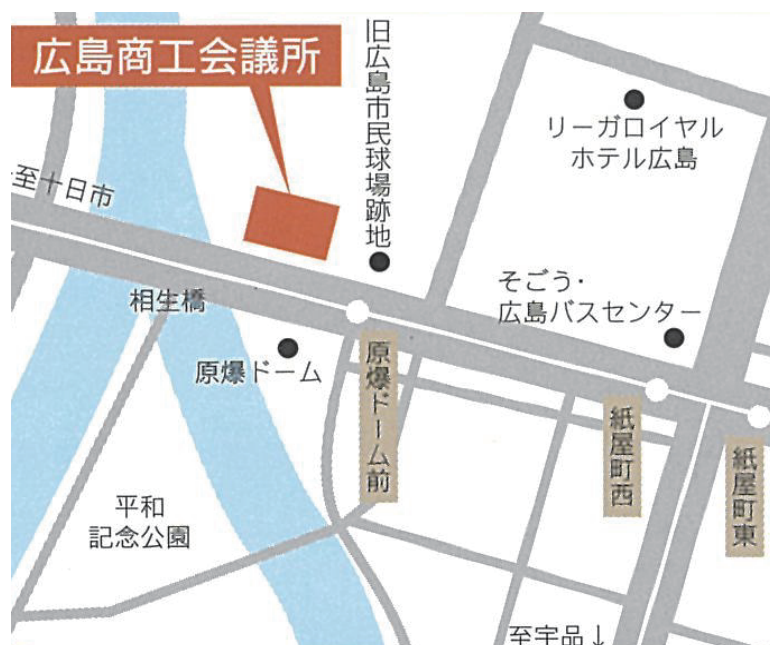 広島商工会議所
旧広島市民球場跡地
リーガロイヤル
ホテル広島
至十日市
そごう・
広島バスセンター
相生橋
原爆ドーム
原爆ドーム前
紙屋町西
紙屋町東
平和
記念公園
至宇品↓